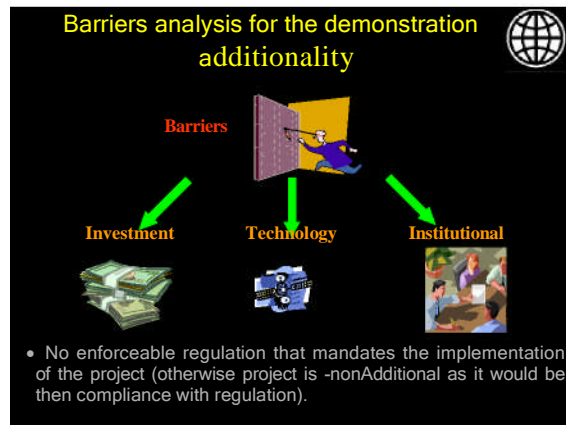 Barriers analysis for the demonstration
additionality
Barriers
Investment Technology Institutional
• No enforceable regulation that mandates the implementation
of the project (otherwise project is -nonAdditional as it would be
then compliance with regulation).